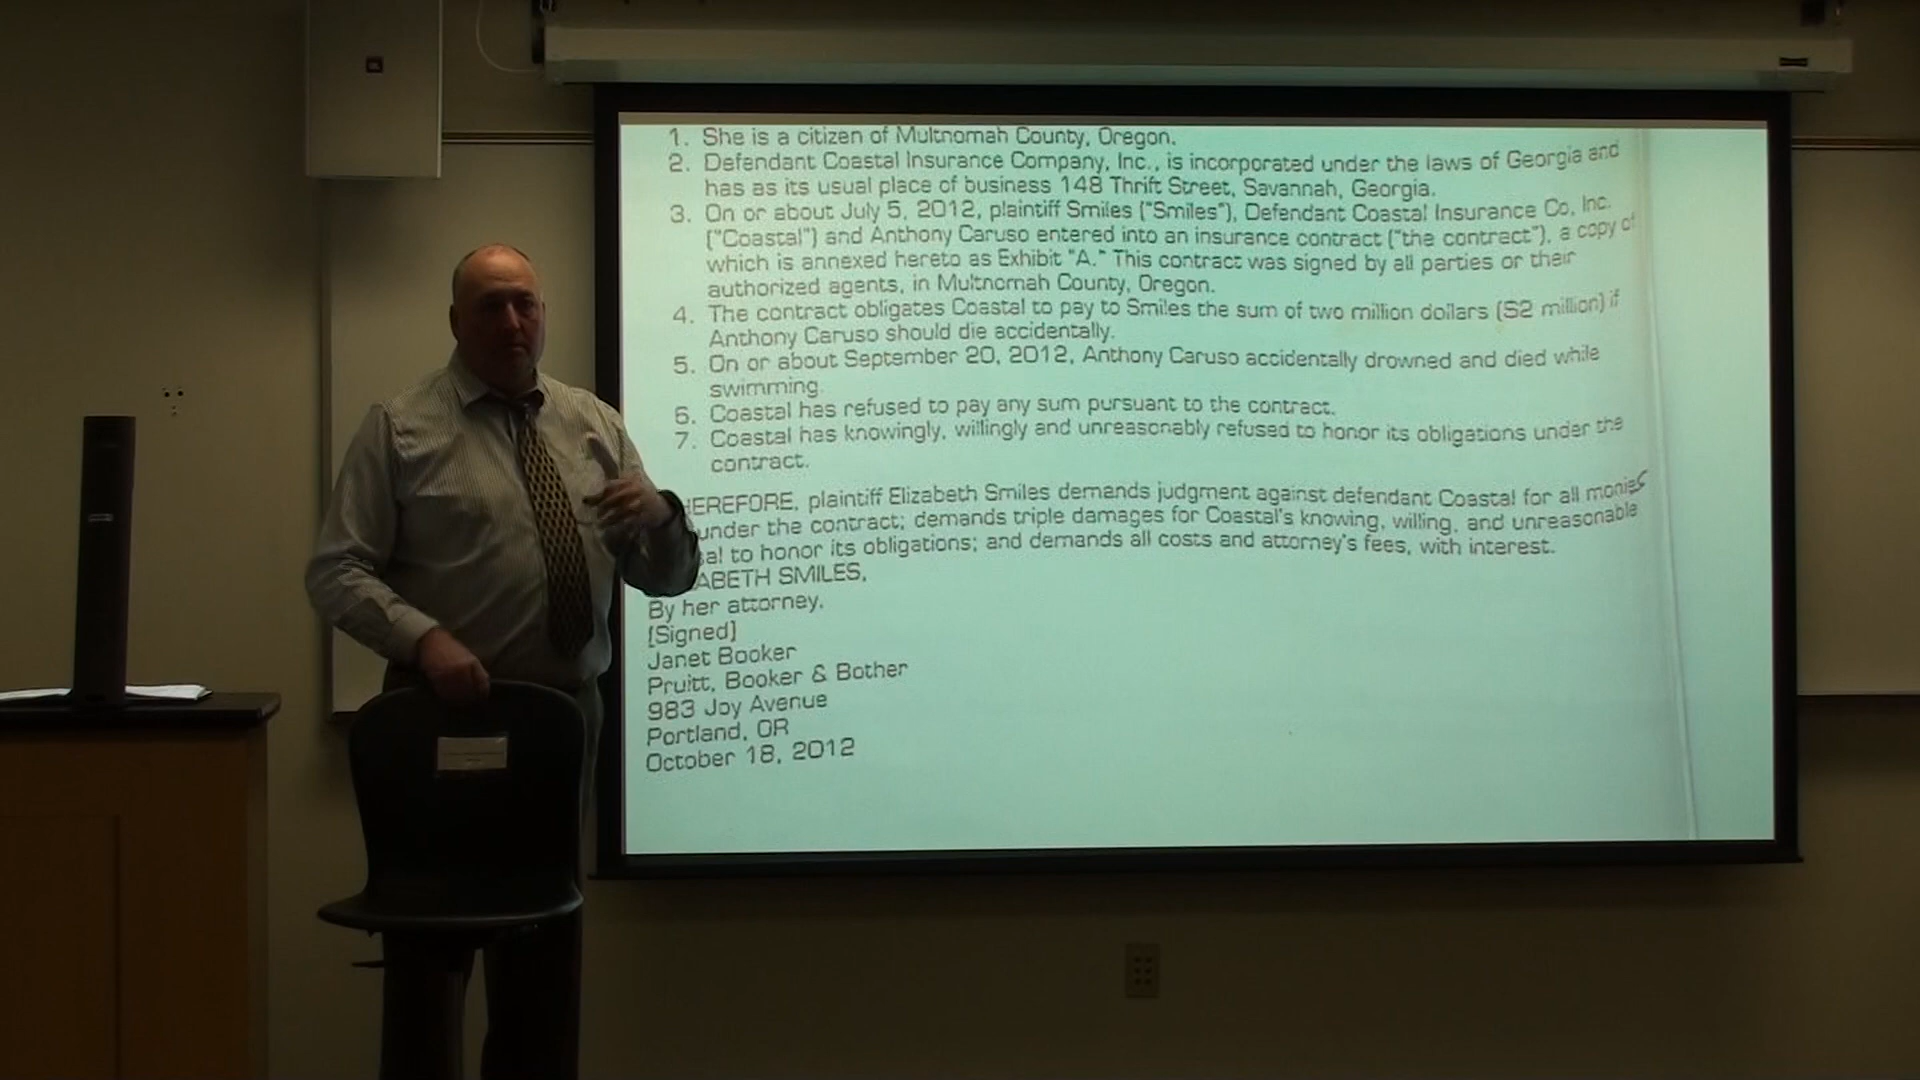 1. She is a citizen of Multnomah County, Oregon.
2. Defendant Coastal Insurance Company, Inc., is incorporated under the laws of Georgia and
has as its usual place of business 148 Thrift Street, Savannah, Georgia.
3. On or about July 5, 2012, plaintiff Smiles ("Smiles"), Defendant Coastal Insurance Co, Inc.
("Coastal") and Anthony Caruso entered into an insurance contract ("the contract"), a copy of
which is annexed hereto as Exhibit "A." This contract was signed by all parties or their
authorized agents, in Multnomah County, Oregon.
4. The contract obligates Coastal to pay to Smiles the sum of two million dollars ($2 million) if
Anthony Caruso should die accidentally.
5. On or about September 20, 2012, Anthony Caruso accidentally drowned and died while
swimming.
6. Coastal has refused to pay any sum pursuant to the contract.
7. Coastal has knowingly, willingly and unreasonably refused to honor its obligations under the
contract.
HEREFORE, plaintiff Elizabeth Smiles demands judgment against defendant Coastal for all monies
under the contract; demands triple damages for Coastal's knowing, willing, and unreasonable
sal to honor its obligations; and demands all costs and attorney's fees, with interest.
ABETH SMILES,
By her attorney,
[Signed]
Janet Booker
Pruitt, Booker & Bother
983 Joy Avenue
Portland, OR
October 18, 2012